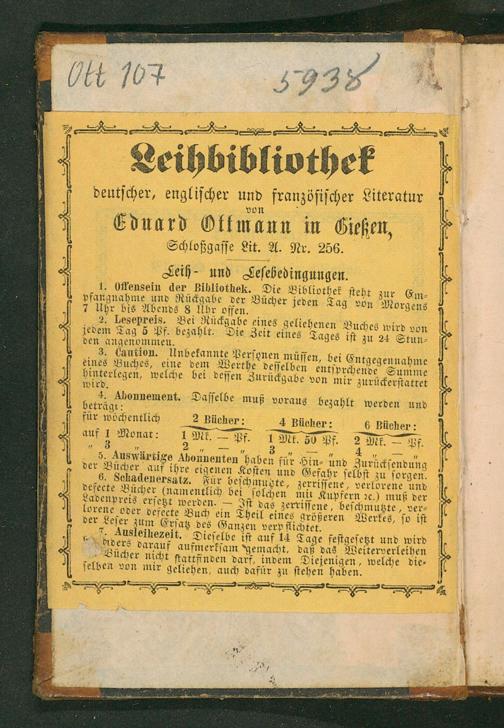 Ott 107 5938
Leihbibliothek
deutscher, englischer und französischer Literatur
von
Eduard Ottmann in Gießen,
Schloßgasse Lit. A. Nr. 256.
Leih- und Lesebedingungen.
1. Offensein der Bibliothek. Die Bibliothek steht zur Em-
pfangnahme und Rückgabe der Bücher jeden Tag von Morgens
7 Uhr bis Abends 8 Uhr offen.
2. Lesepreis. Bei Rückgabe eines geliehenen Buches wird von
jedem Tag 5 Pf. bezahlt. Die Zeit eines Tages ist zu 24 Stun-
den angenommen.
3. Caution. Unbekannte Personen müssen, bei Entgegennahme
eines Buches, eine dem Werthe desselben entsprchende Summe
hinterlegen, welche bei dessen Zurückgabe von mir zurückerstattet
wird.
4. Abonnement. Dasselbe muß voraus bezahlt werden und
beträgt:
für wöchentlich 2 Bücher: 4 Bücher: 6 Bücher:
auf 1 Monat: 1 Mk. — Pf. 1 Mk. 50 Pf. 2 Mk. — Pf.
„ 3 „ 2 „ — „ 3 „ — „ 4 „ — „
5. Auswärtige Abonnenten haben für Hin- und Zurücksendung
der Bücher auf ihre eigenen Kosten und Gefahr selbst zu sorgen.
6. Schadenersatz. Für beschmutzte, zerrissene, verlorene und
defecte Bücher (namentlich bei solchen mit Kupfern ꝛc.) muß der
Ladenpreis ersetzt werden. — Ist das zerrissene, beschmutzte, ver-
lorene oder defecte Buch ein Theil eines größeren Werkes, so ist
der Leser zum Ersatz des Ganzen verpflichtet.
7. Ausleihezeit. Dieselbe ist auf 14 Tage festgesetzt und wird
ders darauf aufmerksam gemacht, daß das Weiterverleihen
Bücher nicht stattfinden darf, indem Diejenigen, welche die-
selben von mir geliehen, auch dafür zu stehen haben.